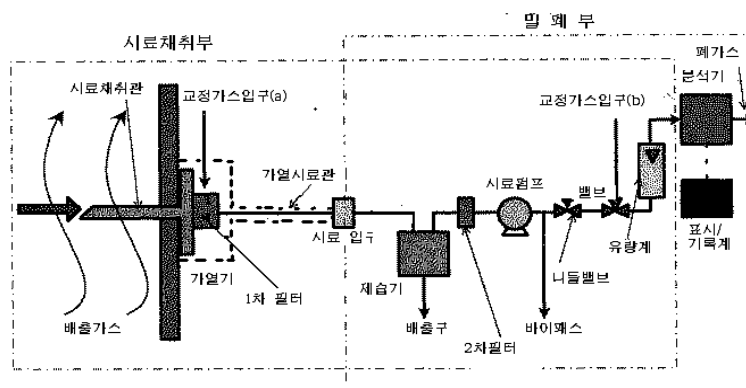 밀 폐 부
시료채취부
폐가스
분석기
시료채취관
교정가스입구(a)
교정가스입구(b)
가열시료관
시료펌프
밸브
시료 입구
유량계
표시/
기록계
가열기
제습기
니들밸브
1차 필터
배출가스
배출구
2차필터
바이패스